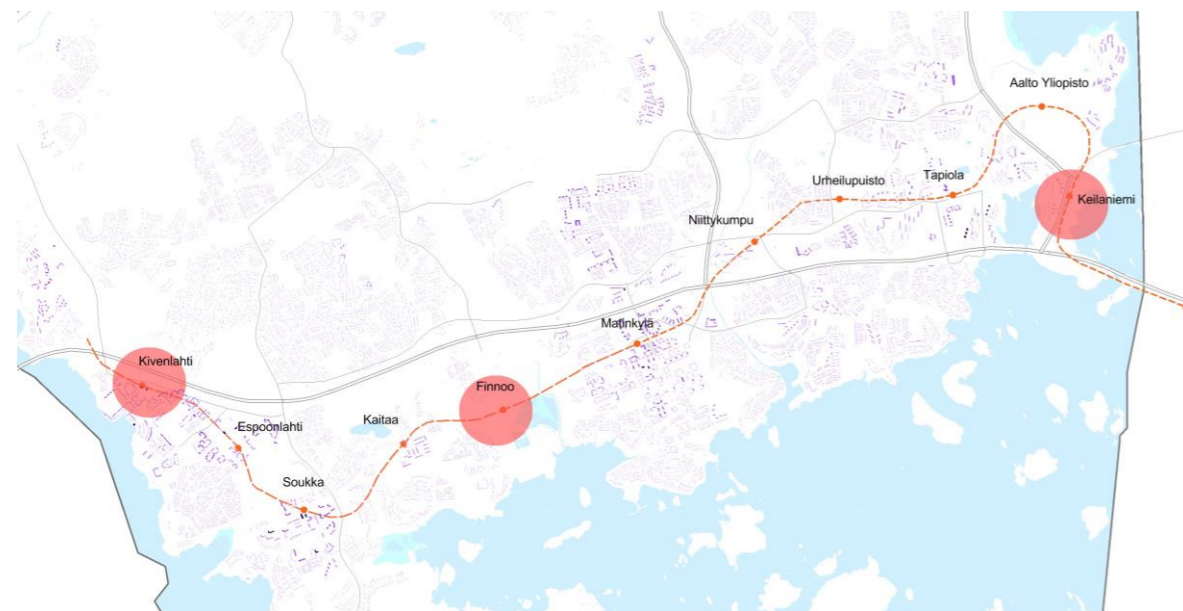 Aalto Yliopisto
Tapiola
Urheilupuisto
Keilaniemi
Niittykumpu
Matinkylä
Kivenlahti
Finnoo
Kaitaa
Espoonlahti
Soukka